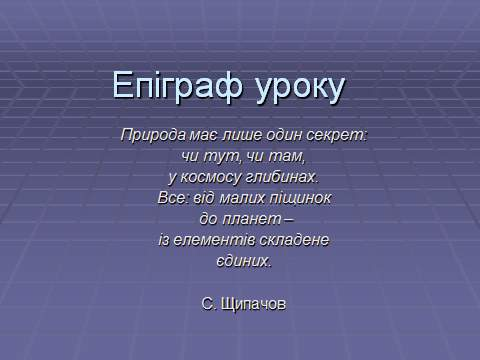 Епіграф уроку
Природа має лише один секрет:
чи тут, чи там,
у космосу глибинах.
Все: від малих піщинок
до планет –
із елементів складене
єдиних.
С. Щипачов